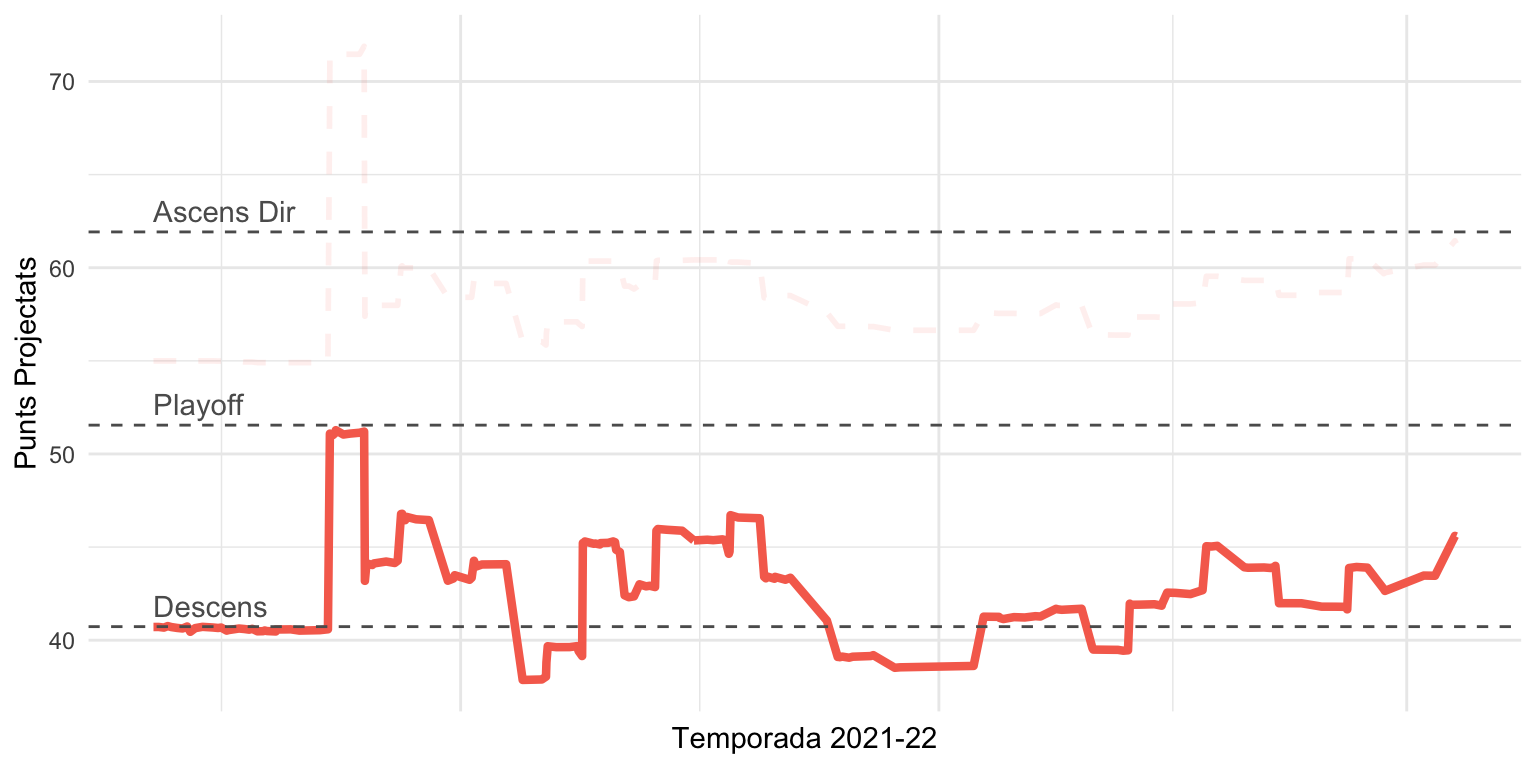 70
Ascens Dir
60
Punts Projectats
Playoff
50
Descens
40
Temporada 2021-22